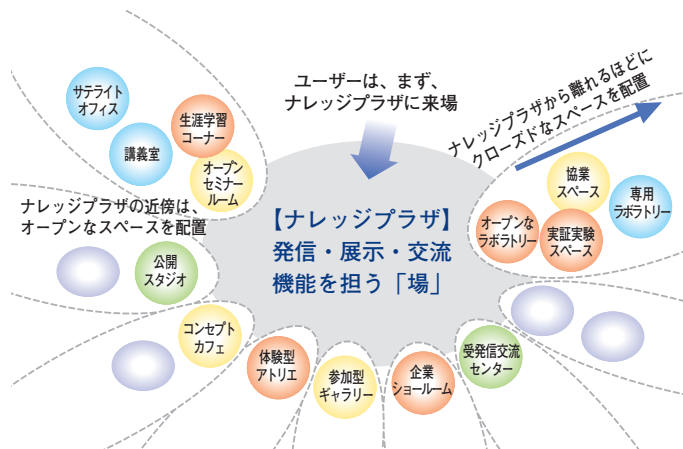 ユーザーは、まず、
ナレッジプラザに来場
ナレッジプラザから離れるほどに
クローズドなスペースを配置
サテライト
オフィス
生涯学習
コーナー
講義室
オープン
セミナー
ルーム
ナレッジプラザの近傍は、
オープンなスペースを配置
【ナレッジプラザ】
発信・展示・交流
機能を担う「場」
協業
スペース
専用
ラボラトリー
オープンな
ラボラトリー
実証実験
スペース
公開
スタジオ
コンセプト
カフェ
体験型
アトリエ
参加型
ギャラリー
企業
ショールーム
受発信交流
センター